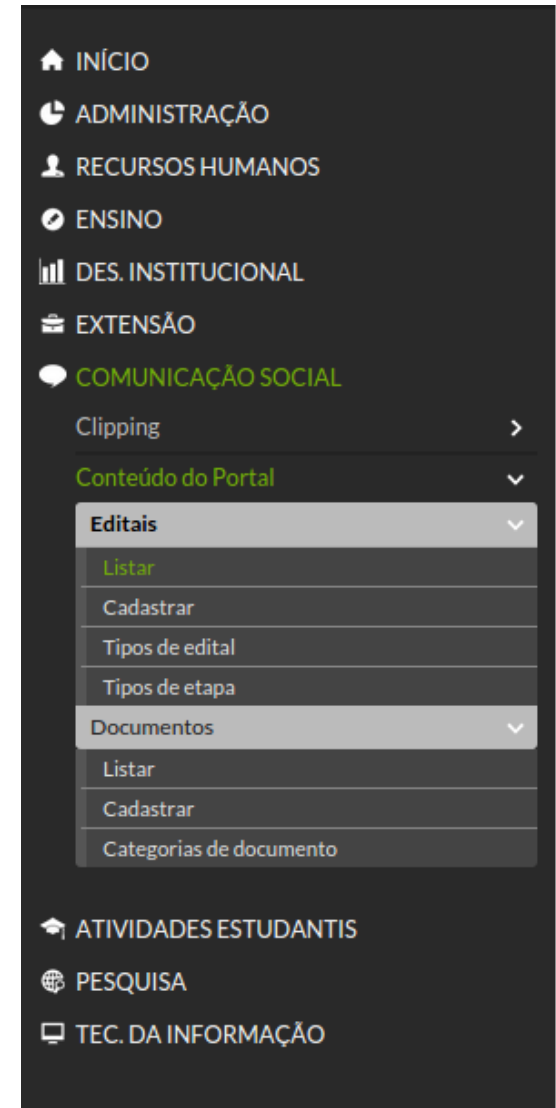 INÍCIO
ADMINISTRAÇÃO
RECURSOS HUMANOS
ENSINO
DES. INSTITUCIONAL
EXTENSÃO
COMUNICAÇÃO SOCIAL
Clipping
Conteúdo do Portal
Editais
Listar
Cadastrar
Tipos de edital
Tipos de etapa
Documentos
Listar
Cadastrar
Categorias de documento
ATIVIDADES ESTUDANTIS
PESQUISA
TEC. DA INFORMAÇÃO